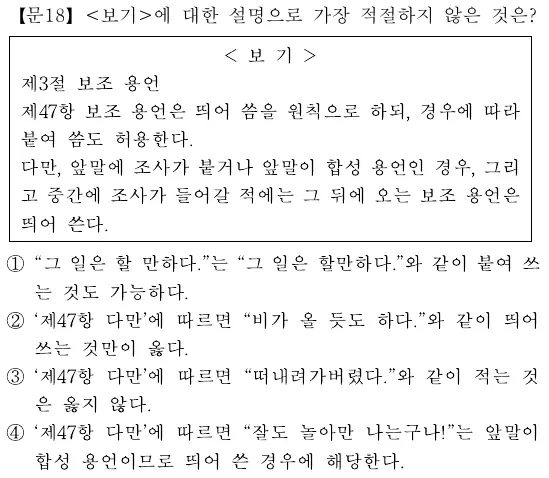 【문18】 <보기>에 대한 설명으로 가장 적절하지 않은 것은?
< 보 기 >
제3절 보조 용언
제47항 보조 용언은 띄어 씀을 원칙으로 하되, 경우에 따라
붙여 씀도 허용한다.
다만, 앞말에 조사가 붙거나 앞말이 합성 용언인 경우, 그리
고 중간에 조사가 들어갈 적에는 그 뒤에 오는 보조 용언은
띄어 쓴다.
① “그 일은 할 만하다.”는 “그 일은 할만하다.”와 같이 붙여 쓰
는 것도 가능하다.
② ‘제47항 다만’에 따르면 “비가 올 듯도 하다.”와 같이 띄어
쓰는 것만이 옳다.
③ ‘제47항 다만’에 따르면 “떠내려가버렸다.”와 같이 적는 것
은 옳지 않다.
④ ‘제47항 다만’에 따르면 “잘도 놀아만 나는구나!”는 앞말이
합성 용언이므로 띄어 쓴 경우에 해당한다.